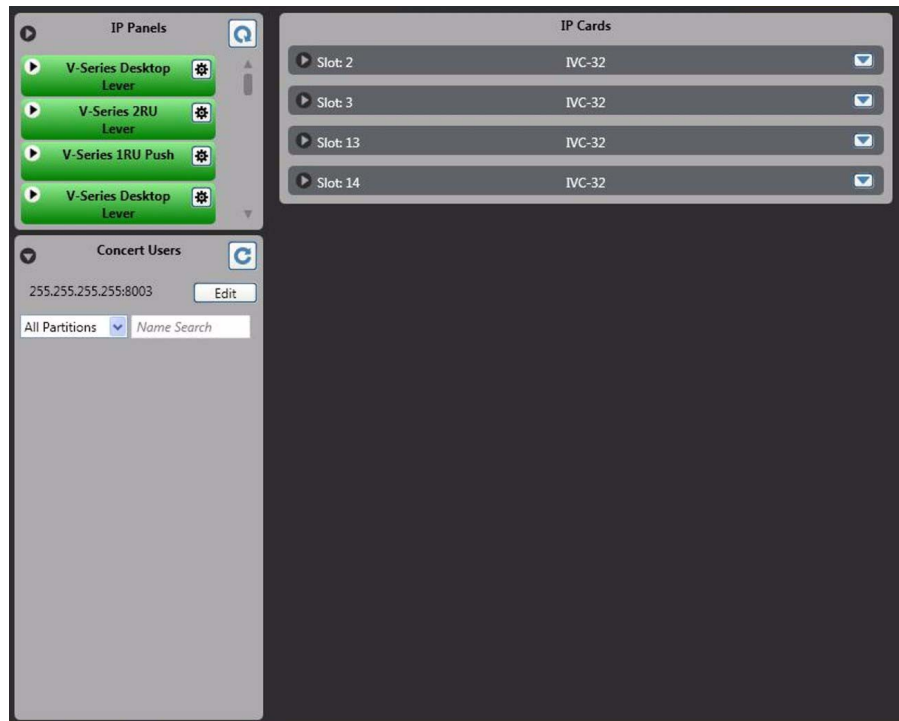 IP Panels
V-Series Desktop
Lever
V-Series 2RU
Lever
V-Series 1RU Push
V-Series Desktop
Lever
Concert Users
255.255.255.255:8003
Edit
All Partitions
Name Search
IP Cards
Slot: 2 IVC-32
Slot: 3 IVC-32
Slot: 13 IVC-32
Slot: 14 IVC-32